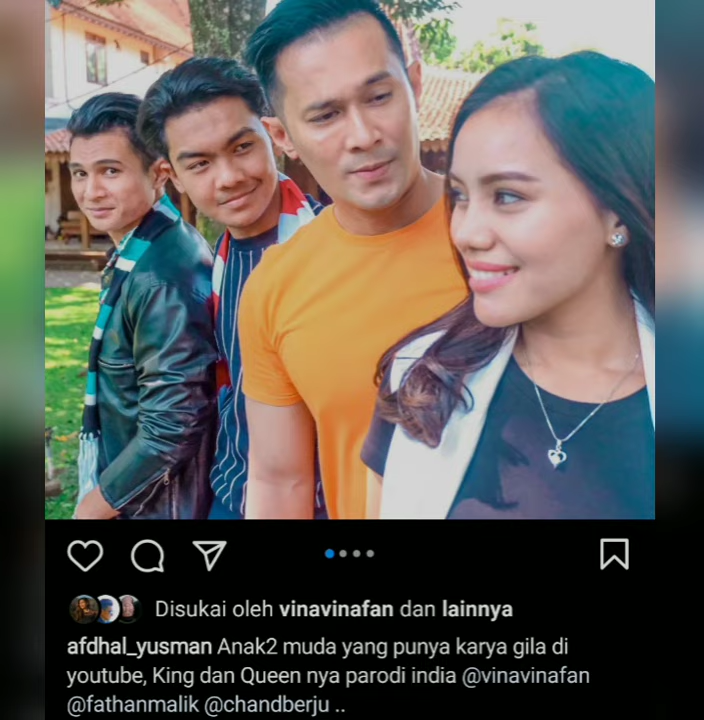 Disukai oleh vinavinafan dan lainnya
afdhal_yusman Anak2 muda yang punya karya gila di
youtube, King dan Queen nya parodi india @vinavinafan
@fathanmalik @chandberju ..